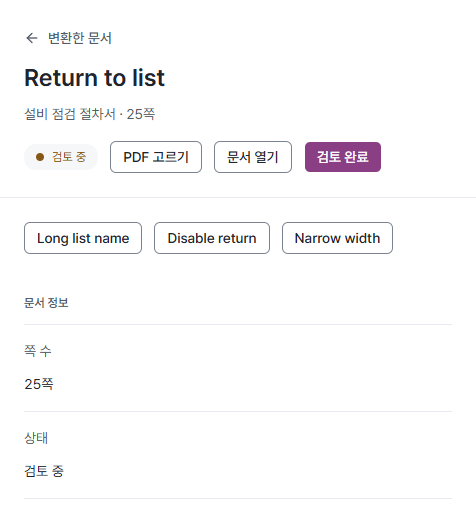 변환한 문서
Return to list
설비 점검 절차서 · 25쪽
검토 중 PDF 고르기 문서 열기 검토 완료
Long list name Disable return Narrow width
문서 정보
쪽 수
25쪽
상태
검토 중